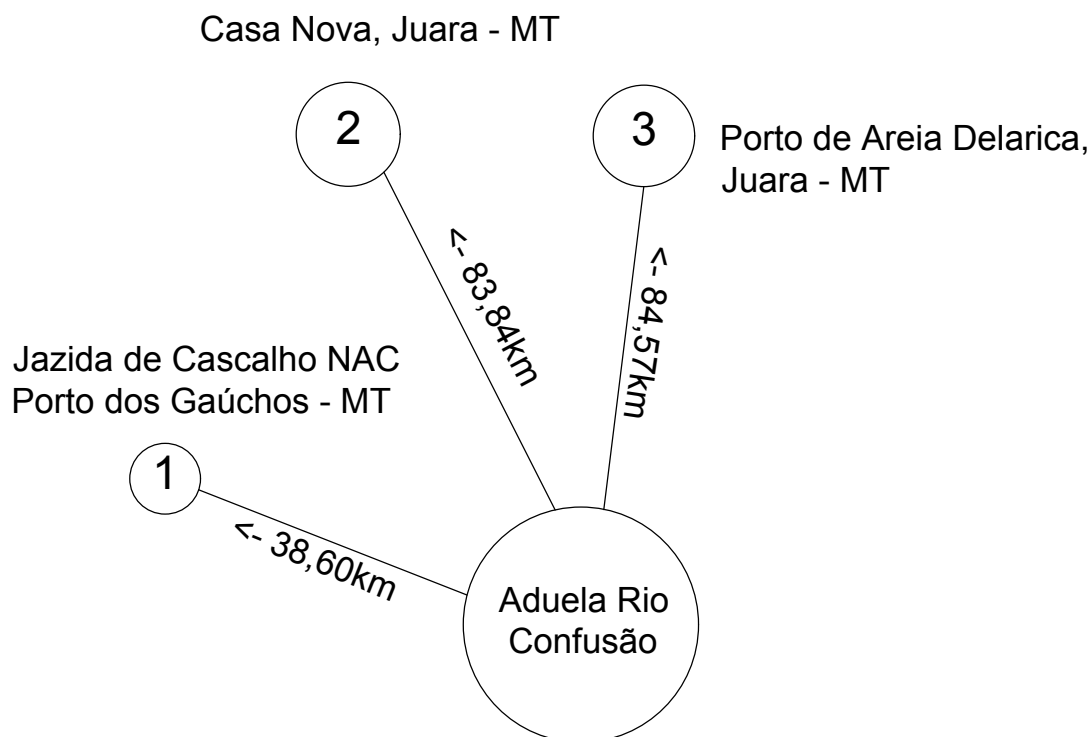 Casa Nova, Juara - MT
2
3
Porto de Areia Delarica,
Juara - MT
<- 83,84km
<- 84,57km
Jazida de Cascalho NAC
Porto dos Gaúchos - MT
1
<- 38,60km
Aduela Rio
Confusão